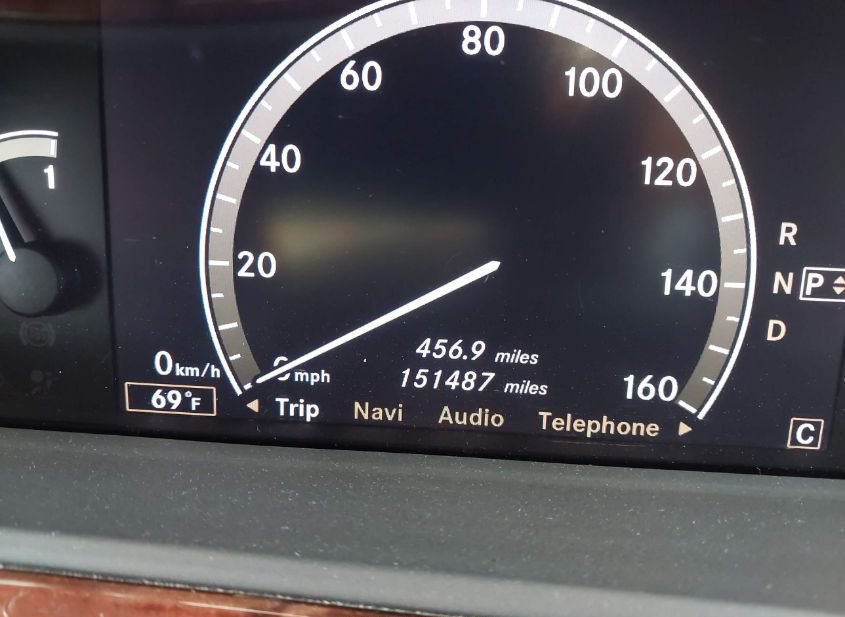 80
60
100
40
120
1
20
140
160
R
N P
D
456.9 miles
151487 miles
0 km/h
0 mph
69°F
Trip Navi Audio Telephone
C